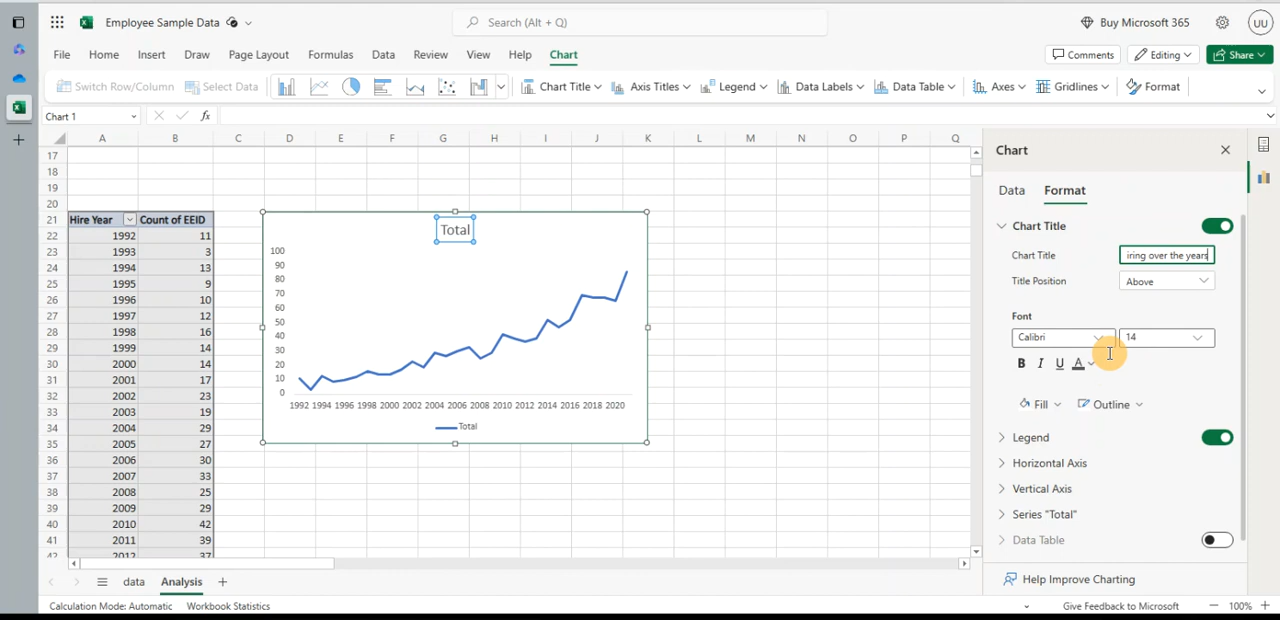 Employee Sample Data
Search (Alt + Q)
Buy Microsoft 365
UU
File Home Insert Draw Page Layout Formulas Data Review View Help Chart
Comments Editing Share
Switch Row/Column Select Data Chart Title Axis Titles Legend Data Labels Data Table Axes Gridlines Format
Chart 1 fx
A B C D E F G H I J K L M N O P Q
17
18
19
20
21 Hire Year Count of EEID
22 1992 11
23 1993 3
24 1994 13
25 1995 9
26 1996 10
27 1997 12
28 1998 16
29 1999 14
30 2000 14
31 2001 17
32 2002 23
33 2003 19
34 2004 29
35 2005 27
36 2006 30
37 2007 33
38 2008 25
39 2009 29
40 2010 42
41 2011 39
42 2012 37
Total
100
90
80
70
60
50
40
30
20
10
0
1992 1994 1996 1998 2000 2002 2004 2006 2008 2010 2012 2014 2016 2018 2020
Total
Chart
Data Format
Chart Title
Chart Title iring over the years
Title Position Above
Font
Calibri 14
B I U A
Fill Outline
Legend
Horizontal Axis
Vertical Axis
Series "Total"
Data Table
Help Improve Charting
data Analysis
Calculation Mode: Automatic Workbook Statistics Give Feedback to Microsoft 100%